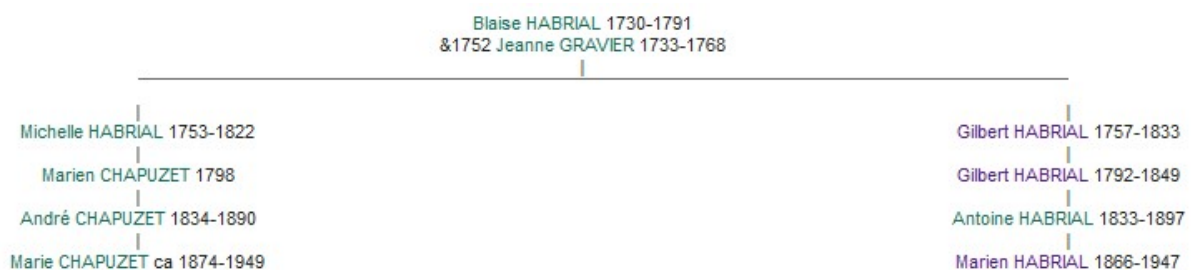 Blaise HABRIAL 1730-1791
&1752 Jeanne GRAVIER 1733-1768
Michelle HABRIAL 1753-1822
Gilbert HABRIAL 1757-1833
Marien CHAPUZET 1798
Gilbert HABRIAL 1792-1849
André CHAPUZET 1834-1890
Antoine HABRIAL 1833-1897
Marie CHAPUZET ca 1874-1949
Marien HABRIAL 1866-1947